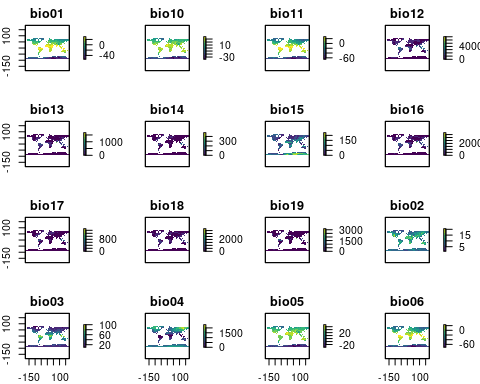 bio01 bio10 bio11 bio12
-150 100 0 -40 10 -30 0 -60 4000 0
bio13 bio14 bio15 bio16
-150 100 1000 0 300 0 150 0 2000 0
bio17 bio18 bio19 bio02
-150 100 800 0 2000 0 3000 1500 0 15 5
bio03 bio04 bio05 bio06
-150 100 100 60 20 1500 0 20 -20 0 -60
-150 100 -150 100 -150 100 -150 100